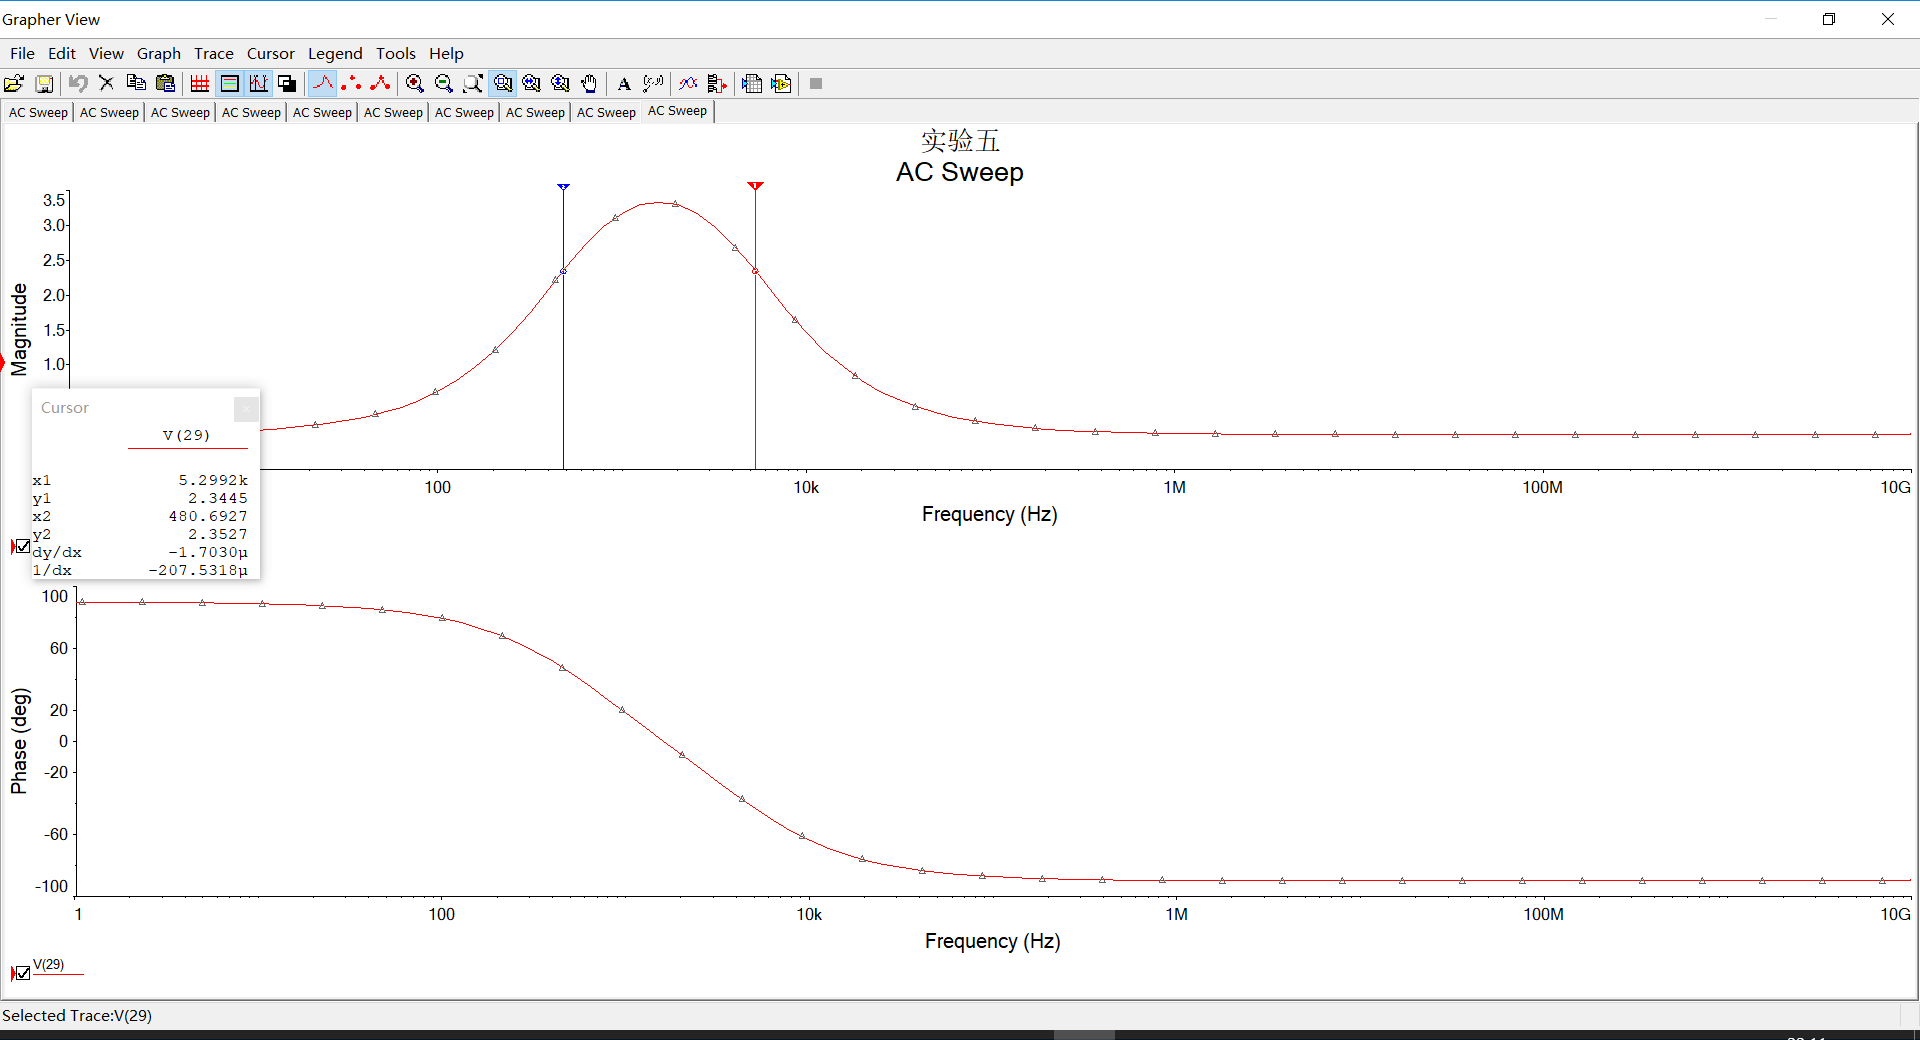 Grapher View
File Edit View Graph Trace Cursor Legend Tools Help
AC Sweep AC Sweep AC Sweep AC Sweep AC Sweep AC Sweep AC Sweep AC Sweep AC Sweep AC Sweep
实验五
AC Sweep
3.5
3.0
2.5
2.0
1.5
1.0
Magnitude
100 10k 1M 100M 10G
Frequency (Hz)
Cursor
V(29)
x1 5.2992k
y1 2.3445
x2 480.6927
y2 2.3527
dy/dx -1.7030μ
1/dx -207.5318μ
100
60
20
0
-20
-60
-100
Phase (deg)
1 100 10k 1M 100M 10G
Frequency (Hz)
V(29)
Selected Trace:V(29)